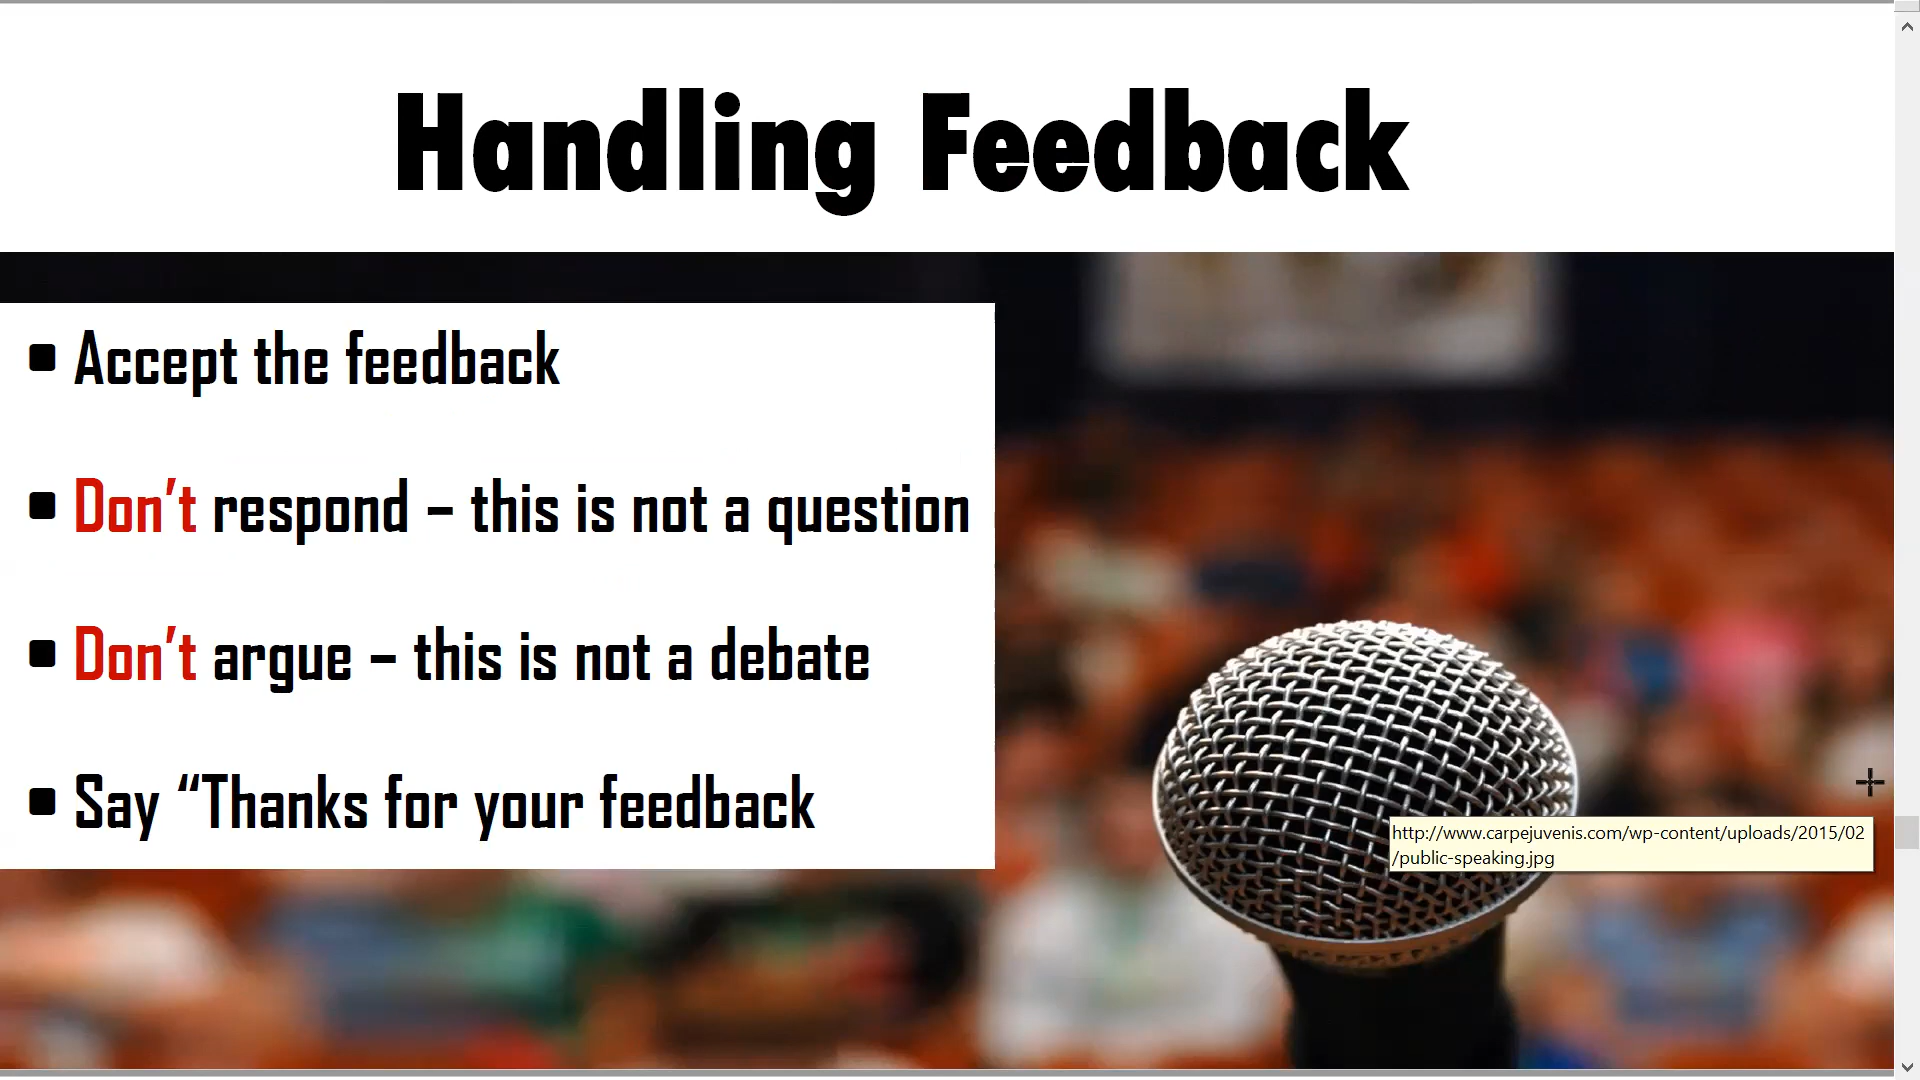 Handling Feedback
▪ Accept the feedback
▪ Don’t respond – this is not a question
▪ Don’t argue – this is not a debate
▪ Say “Thanks for your feedback
http://www.carpejuvenis.com/wp-content/uploads/2015/02
/public-speaking.jpg